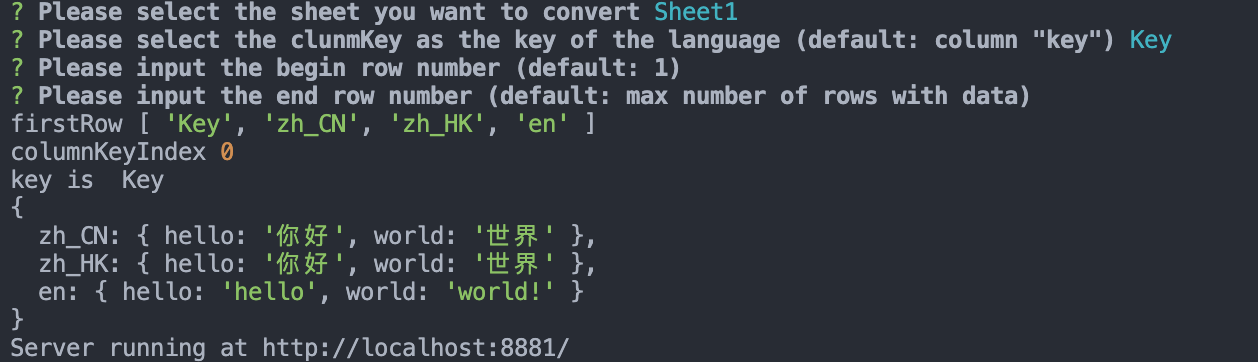 ? Please select the sheet you want to convert Sheet1
? Please select the clunmKey as the key of the language (default: column "key") Key
? Please input the begin row number (default: 1)
? Please input the end row number (default: max number of rows with data)
firstRow [ 'Key', 'zh_CN', 'zh_HK', 'en' ]
columnKeyIndex 0
key is  Key
{
  zh_CN: { hello: '你好', world: '世界' },
  zh_HK: { hello: '你好', world: '世界' },
  en: { hello: 'hello', world: 'world!' }
}
Server running at http://localhost:8881/